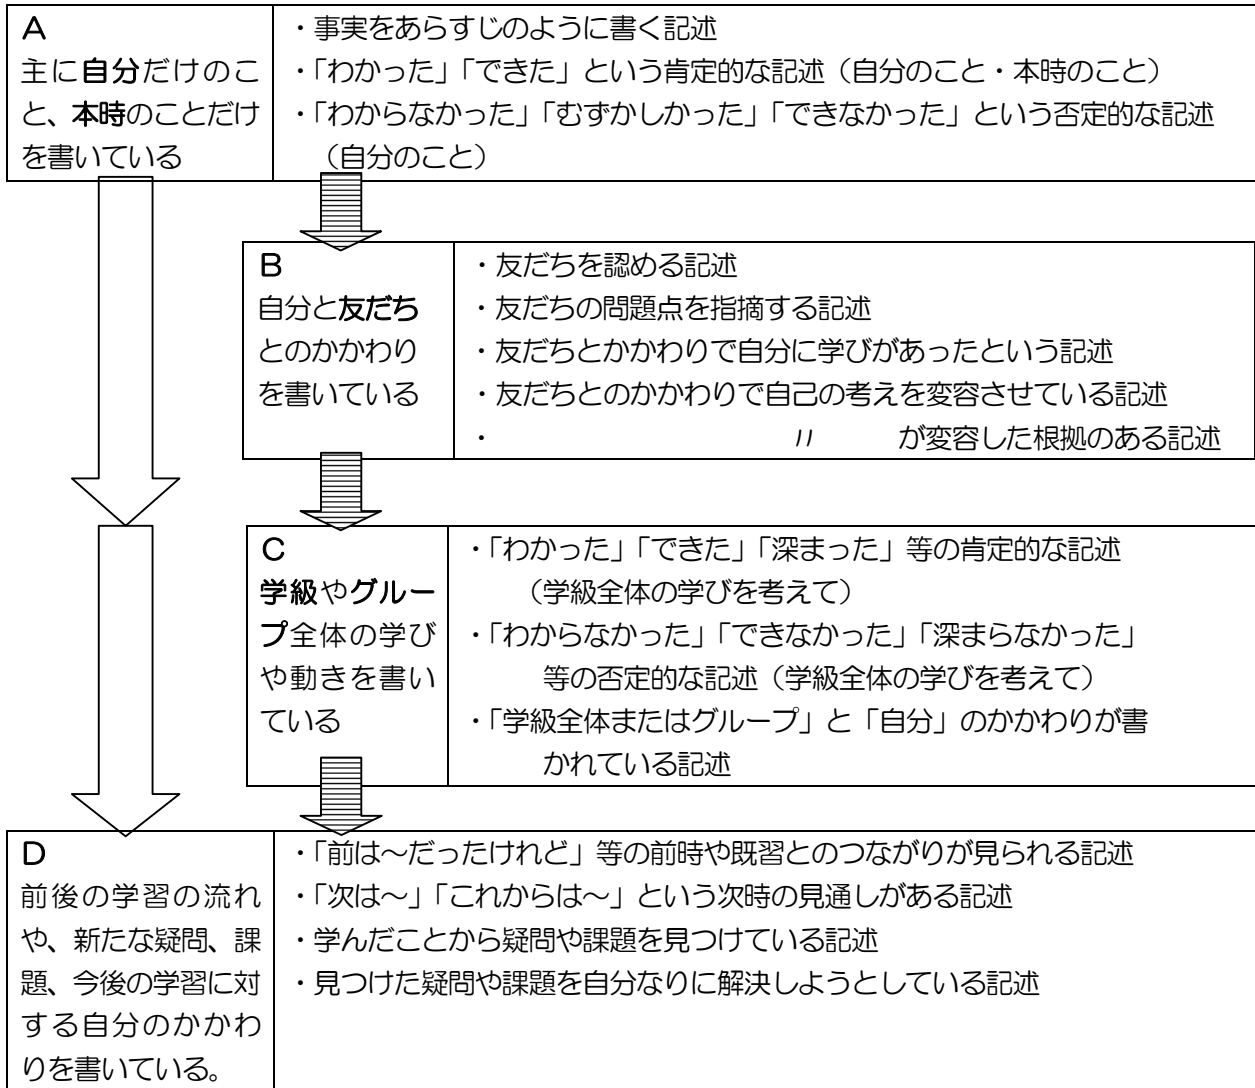 A
主に自分だけのこ
と、本時のことだけ
を書いている
・事実をあらすじのように書く記述
・「わかった」「できた」という肯定的な記述（自分のこと・本時のこと）
・「わからなかった」「むずかしかった」「できなかった」という否定的な記述
（自分のこと）
B
自分と友だち
とのかかわり
を書いている
・友だちを認める記述
・友だちの問題点を指摘する記述
・友だちとかかわりで自分に学びがあったという記述
・友だちとのかかわりで自己の考えを変容させている記述
・ 〃 が変容した根拠のある記述
C
学級やグルー
プ全体の学び
や動きを書い
ている
・「わかった」「できた」「深まった」等の肯定的な記述
（学級全体の学びを考えて）
・「わからなかった」「できなかった」「深まらなかった」
等の否定的な記述（学級全体の学びを考えて）
・「学級全体またはグループ」と「自分」のかかわりが書
かれている記述
D
前後の学習の流れ
や、新たな疑問、課
題、今後の学習に対
する自分のかかわ
りを書いている。
・「前は～だったけれど」等の前時や既習とのつながりが見られる記述
・「次は～」「これからは～」という次時の見通しがある記述
・学んだことから疑問や課題を見つけている記述
・見つけた疑問や課題を自分なりに解決しようとしている記述